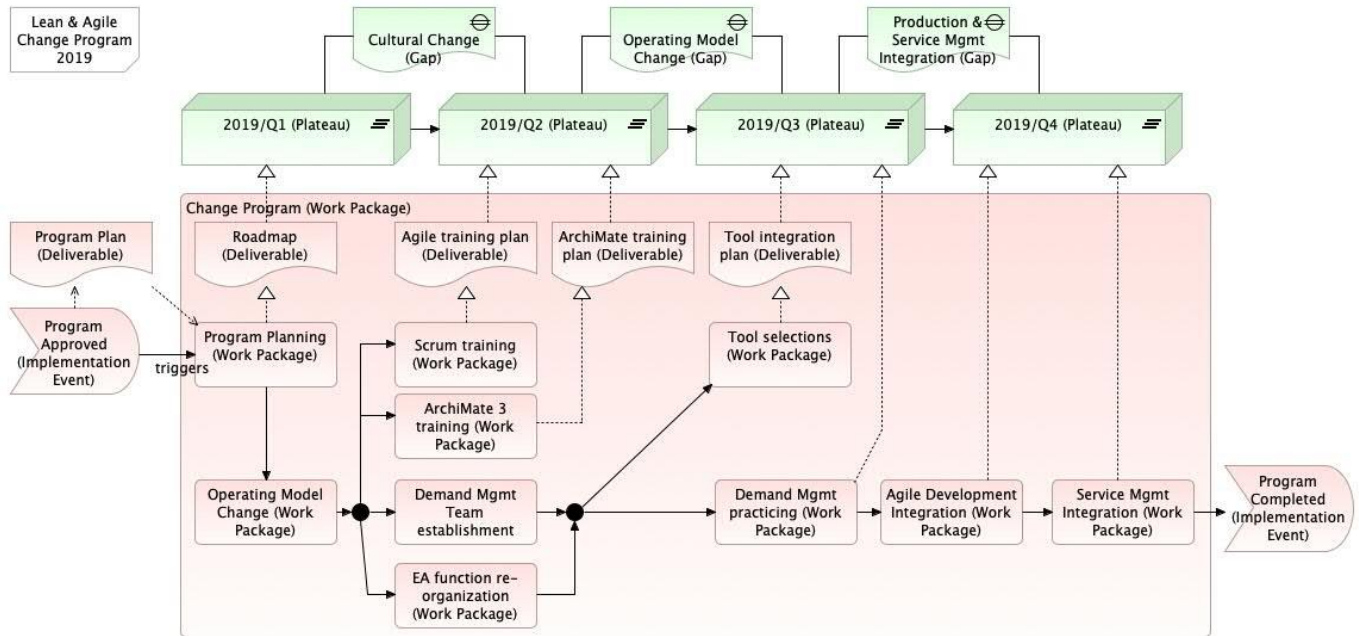 Lean & Agile
Change Program
2019
Cultural Change
(Gap)
Operating Model
Change (Gap)
Production &
Service Mgmt
Integration (Gap)
2019/Q1 (Plateau)
2019/Q2 (Plateau)
2019/Q3 (Plateau)
2019/Q4 (Plateau)
Change Program (Work Package)
Program Plan
(Deliverable)
Roadmap
(Deliverable)
Agile training plan
(Deliverable)
ArchiMate training
plan (Deliverable)
Tool integration
plan (Deliverable)
Program
Approved
(Implementation
Event)
triggers
Program Planning
(Work Package)
Scrum training
(Work Package)
Tool selections
(Work Package)
ArchiMate 3
training (Work
Package)
Operating Model
Change (Work
Package)
Demand Mgmt
Team
establishment
Demand Mgmt
practicing (Work
Package)
Agile Development
Integration (Work
Package)
Service Mgmt
Integration (Work
Package)
Program
Completed
(Implementation
Event)
EA function re-
organization
(Work Package)